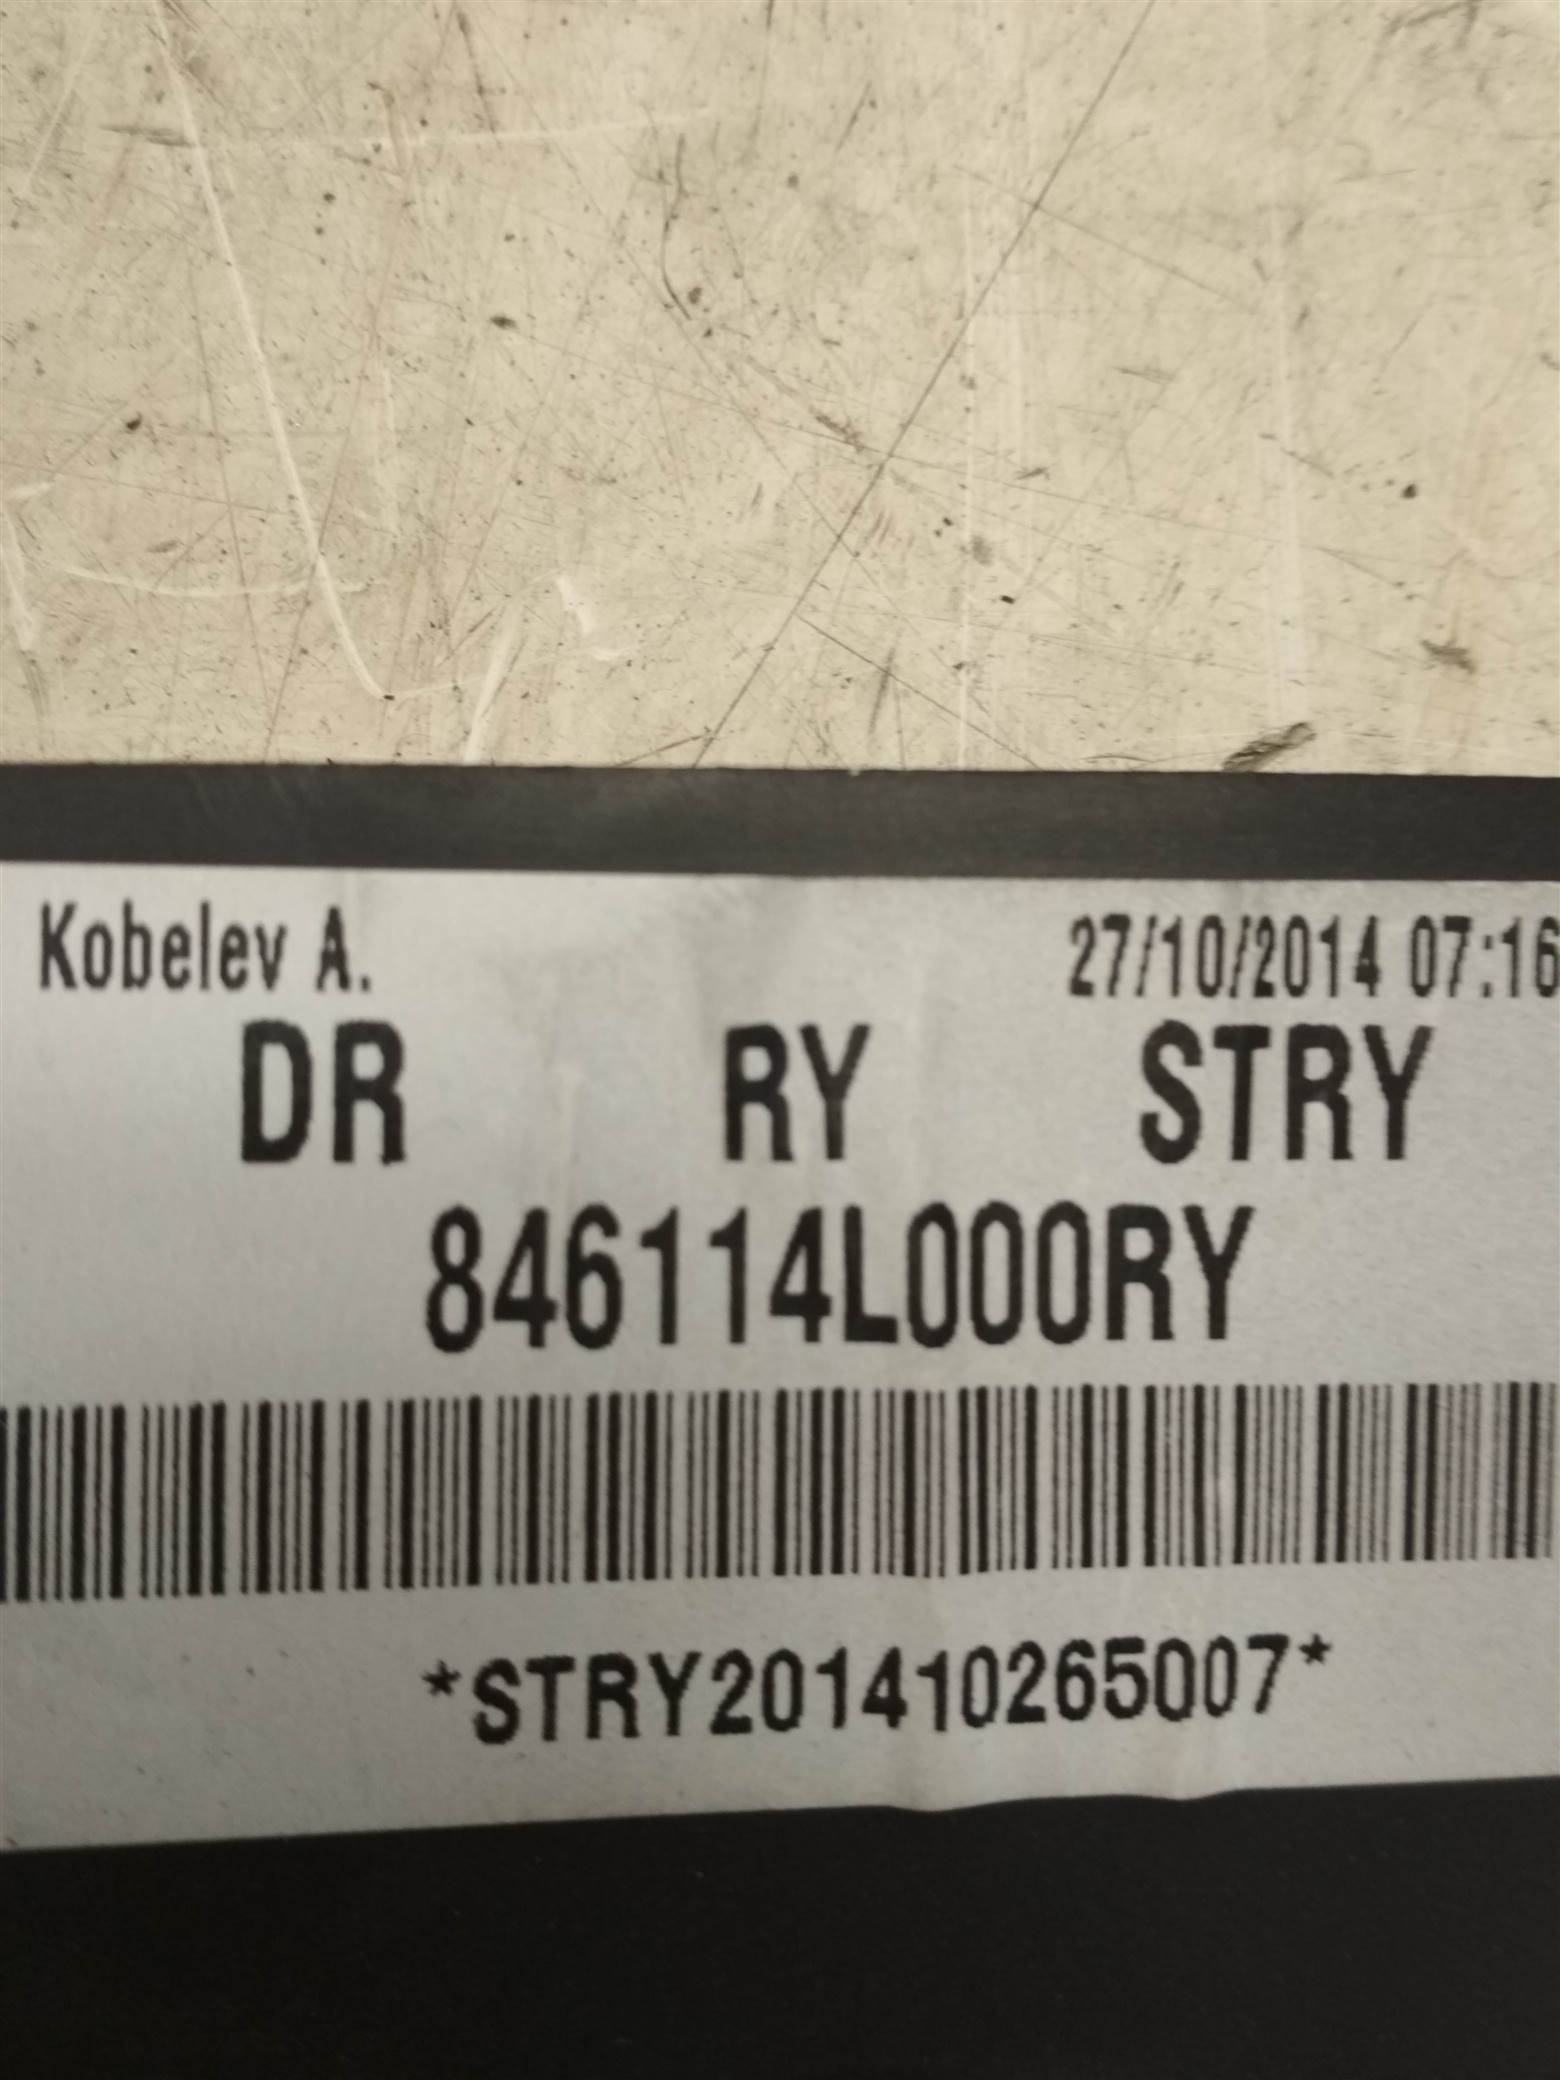 Kobelev A. 27/10/2014 07:16
DR RY STRY
846114L000RY
*STRY201410265007*